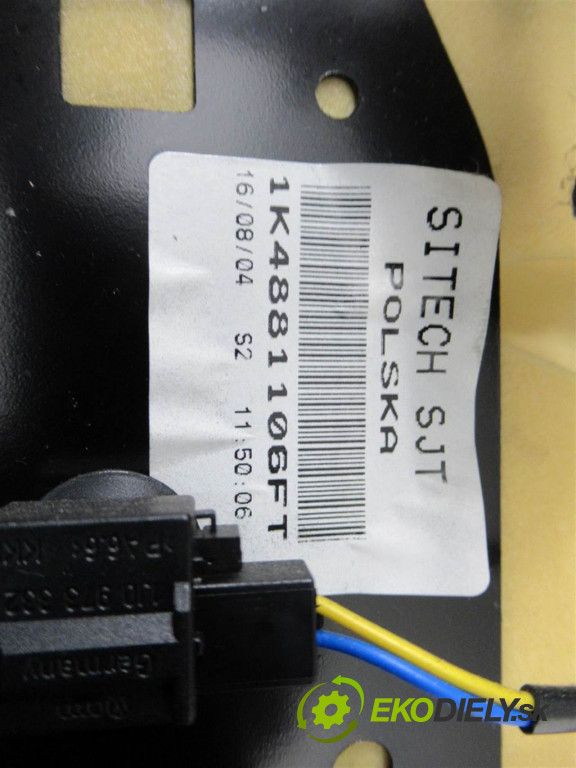 SITECH SJT
POLSKA
1K4881106FT
16/08/04 S2 11:50:06
Germany
EKODIELY.sk